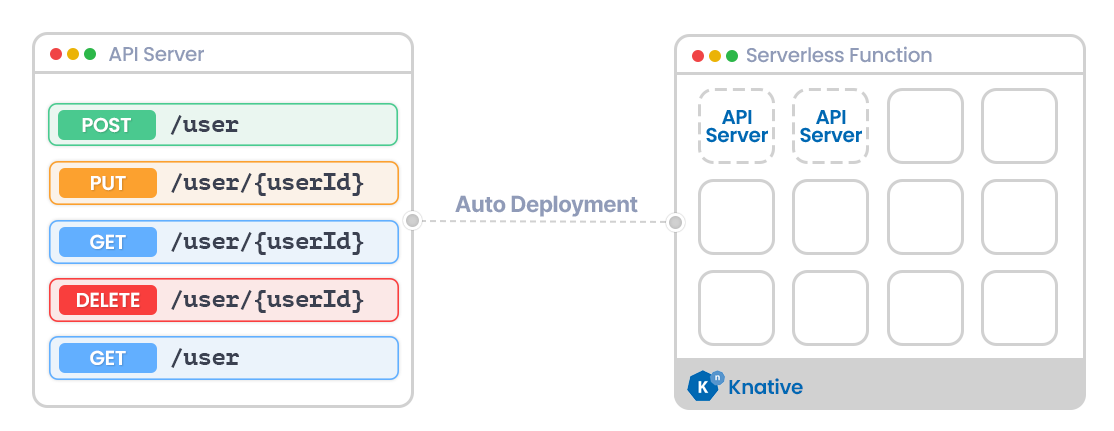 API Server
POST /user
PUT /user/{userId}
GET /user/{userId}
DELETE /user/{userId}
GET /user
Auto Deployment
Serverless Function
API
Server
API
Server
K n Knative